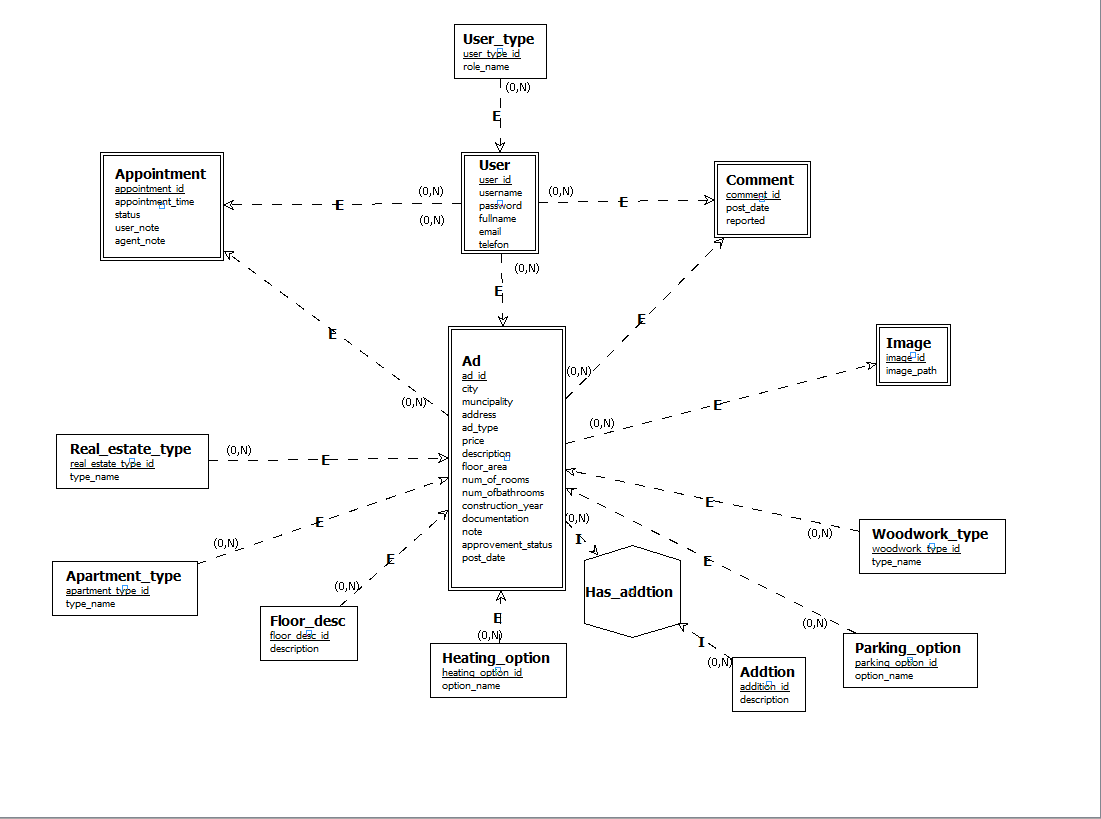 User_type
user_type_id
role_name
(0,N)
E
Appointment
appointment_id
appointment_time
status
user_note
agent_note
E
(0,N)
(0,N)
User
user_id
username
password
fullname
email
telefon
(0,N)
E
Comment
comment_id
post_date
reported
(0,N)
E
E
E
(0,N)
(0,N)
Ad
ad_id
city
muncipality
address
ad_type
price
description
floor_area
num_of_rooms
num_ofbathrooms
construction_year
documentation
note
approvement_status
post_date
(0,N)
E
Image
image_id
image_path
Real_estate_type
real_estate_type_id
type_name
(0,N)
E
E
(0,N)
Woodwork_type
woodwork_type_id
type_name
Apartment_type
apartment_type_id
type_name
(0,N)
E
(0,N)
I
Has_addtion
E
(0,N)
Parking_option
parking_option_id
option_name
Floor_desc
floor_desc_id
description
(0,N)
E
E
(0,N)
Heating_option
heating_option_id
option_name
I
(0,N)
Addtion
addition_id
description